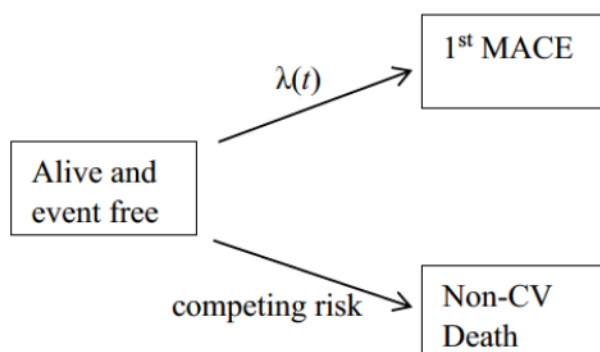 1st MACE
λ(t)
Alive and
event free
competing risk
Non-CV
Death